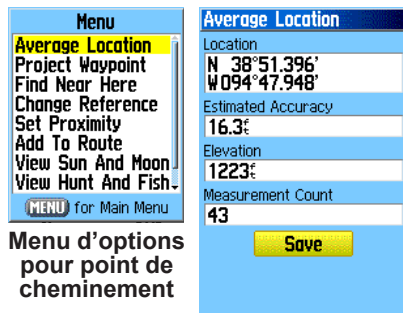 Menu
Average Location
Project Waypoint
Find Near Here
Change Reference
Set Proximity
Add To Route
View Sun And Moon
View Hunt And Fish
MENU for Main Menu
Menu d'options
pour point de
cheminement
Average Location
Location
N 38°51.396'
W094°47.948'
Estimated Accuracy
16.3ft
Elevation
1223ft
Measurement Count
43
Save